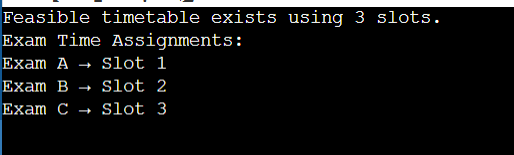 Feasible timetable exists using 3 slots.
Exam Time Assignments:
Exam A → Slot 1
Exam B → Slot 2
Exam C → Slot 3